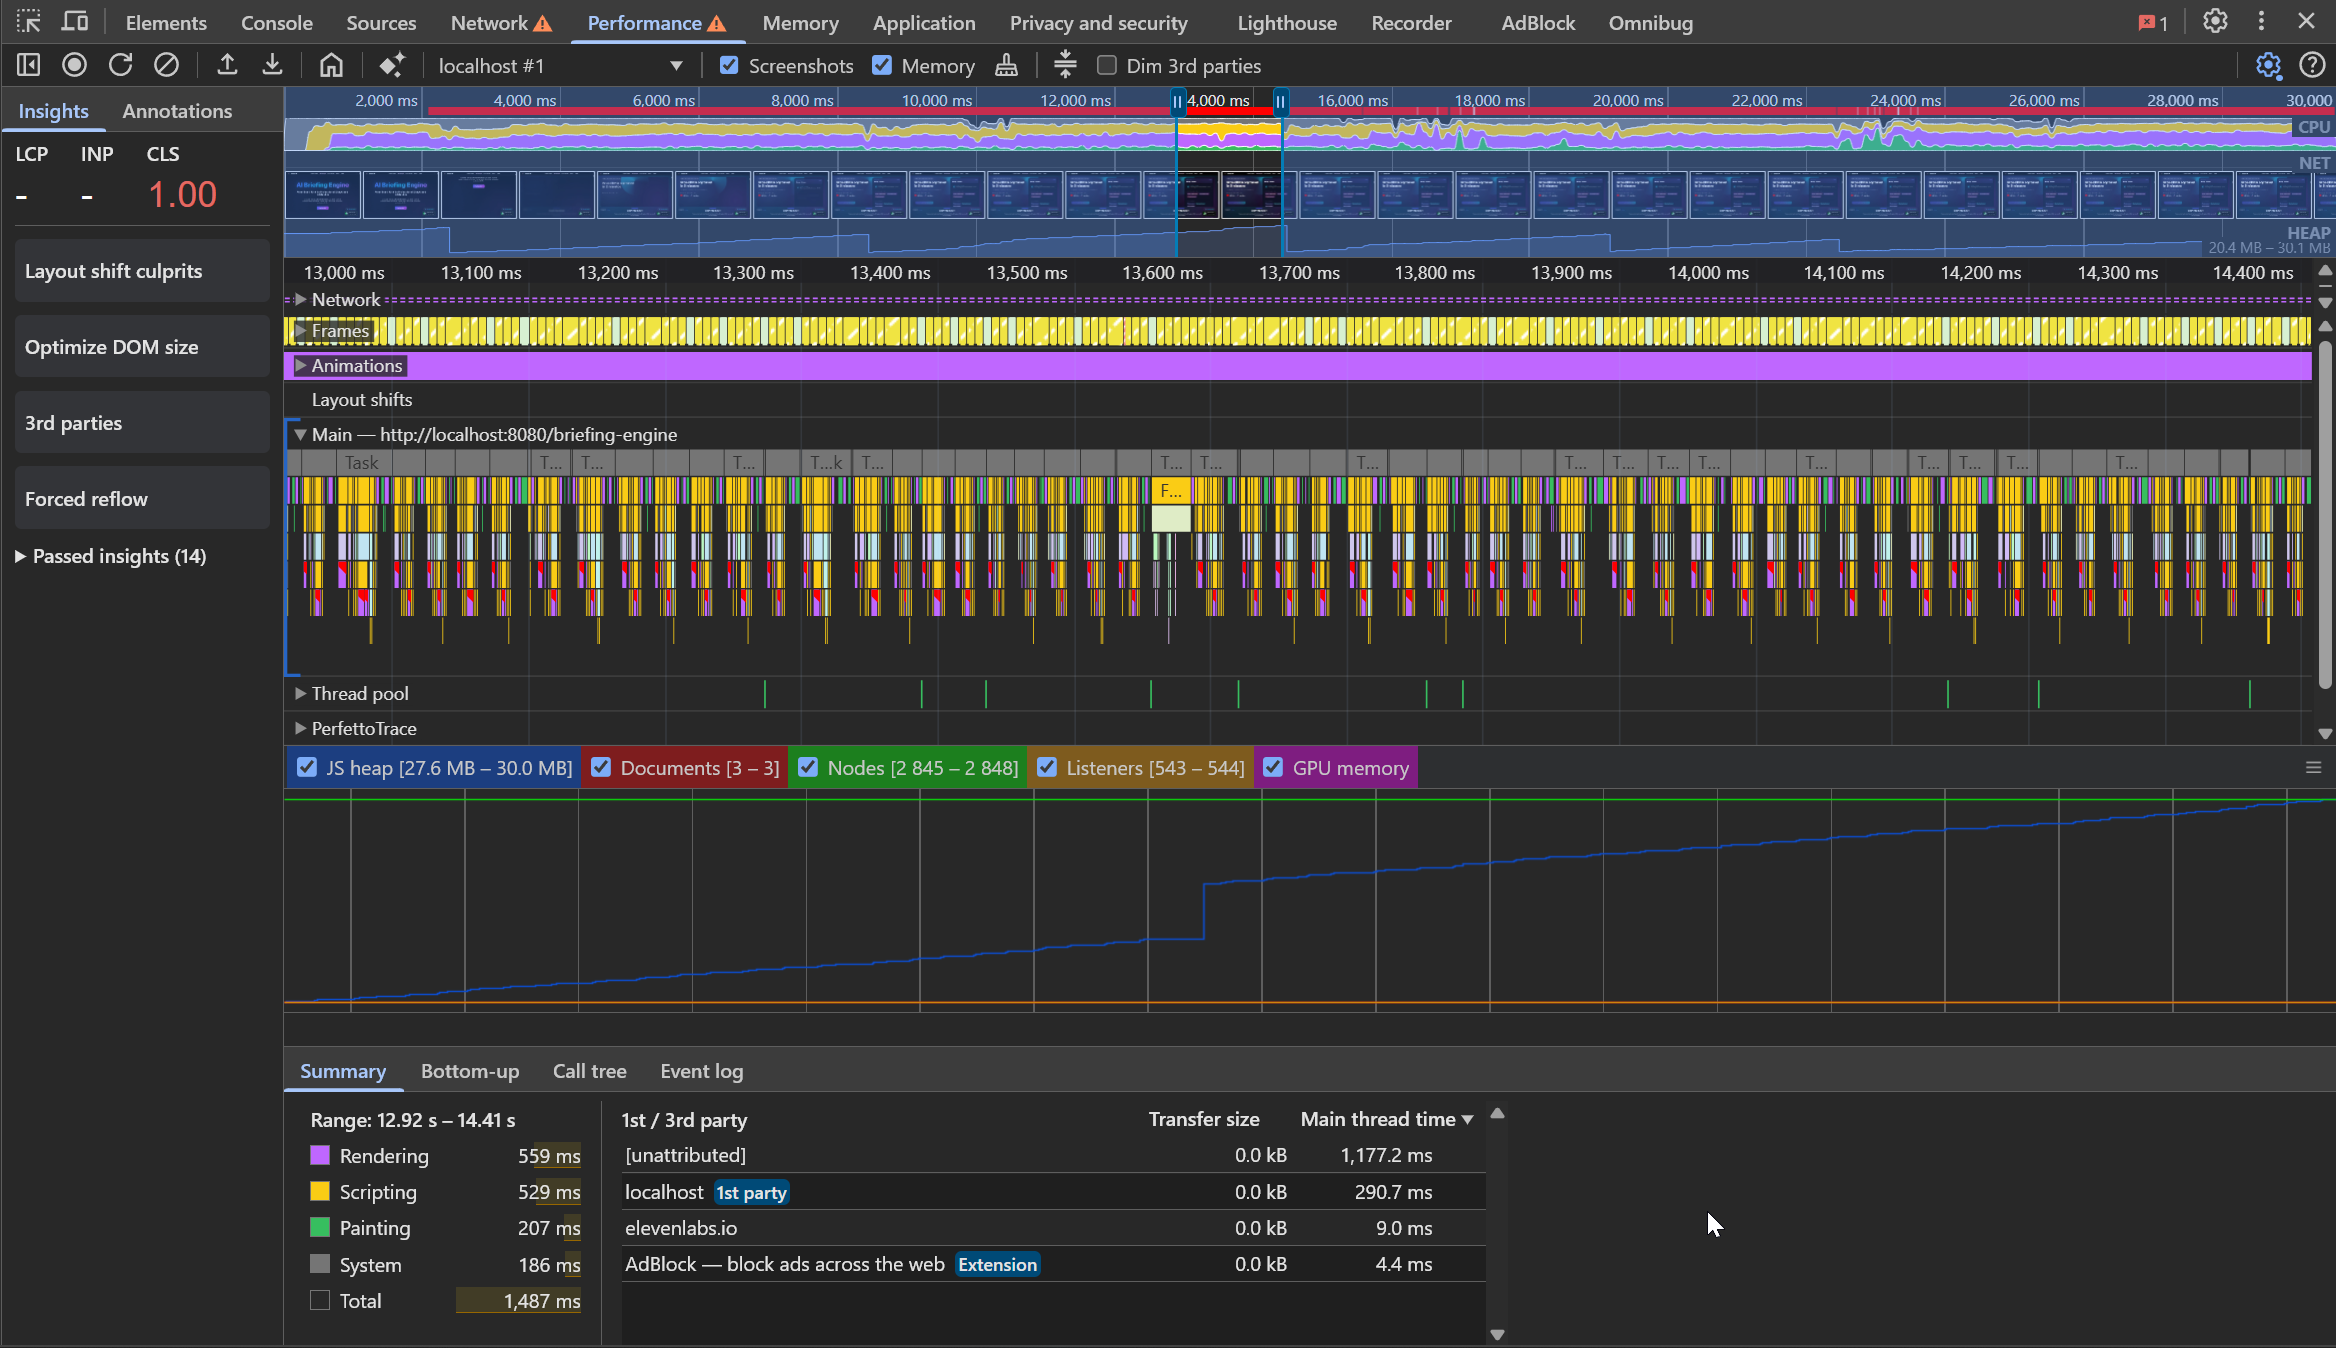 Elements Console Sources Network Performance Memory Application Privacy and security Lighthouse Recorder AdBlock Omnibug 1
localhost #1 Screenshots Memory Dim 3rd parties
Insights Annotations
LCP INP CLS
- - 1.00
Layout shift culprits
Optimize DOM size
3rd parties
Forced reflow
Passed insights (14)
2,000 ms 4,000 ms 6,000 ms 8,000 ms 10,000 ms 12,000 ms 4,000 ms 16,000 ms 18,000 ms 20,000 ms 22,000 ms 24,000 ms 26,000 ms 28,000 ms 30,000
CPU
NET
AI Briefing Engine AI Briefing Engine
HEAP
20.4 MB – 30.1 MB
13,000 ms 13,100 ms 13,200 ms 13,300 ms 13,400 ms 13,500 ms 13,600 ms 13,700 ms 13,800 ms 13,900 ms 14,000 ms 14,100 ms 14,200 ms 14,300 ms 14,400 ms
Network
Frames
Animations
Layout shifts
Main — http://localhost:8080/briefing-engine
Task T... T... T... T...k T... T... T... T... T... T... T... T... T... T... T... T... T...
F...
Thread pool
PerfettoTrace
JS heap [27.6 MB – 30.0 MB] Documents [3 – 3] Nodes [2 845 – 2 848] Listeners [543 – 544] GPU memory
Summary Bottom-up Call tree Event log
Range: 12.92 s – 14.41 s
Rendering 559 ms
Scripting 529 ms
Painting 207 ms
System 186 ms
Total 1,487 ms
1st / 3rd party Transfer size Main thread time
[unattributed] 0.0 kB 1,177.2 ms
localhost 1st party 0.0 kB 290.7 ms
elevenlabs.io 0.0 kB 9.0 ms
AdBlock — block ads across the web Extension 0.0 kB 4.4 ms